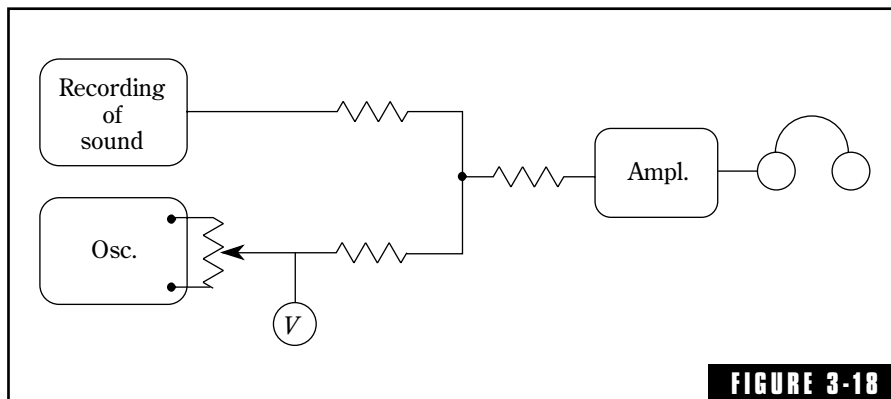 Recording
of
sound
Osc.
V
Ampl.
FIGURE 3-18